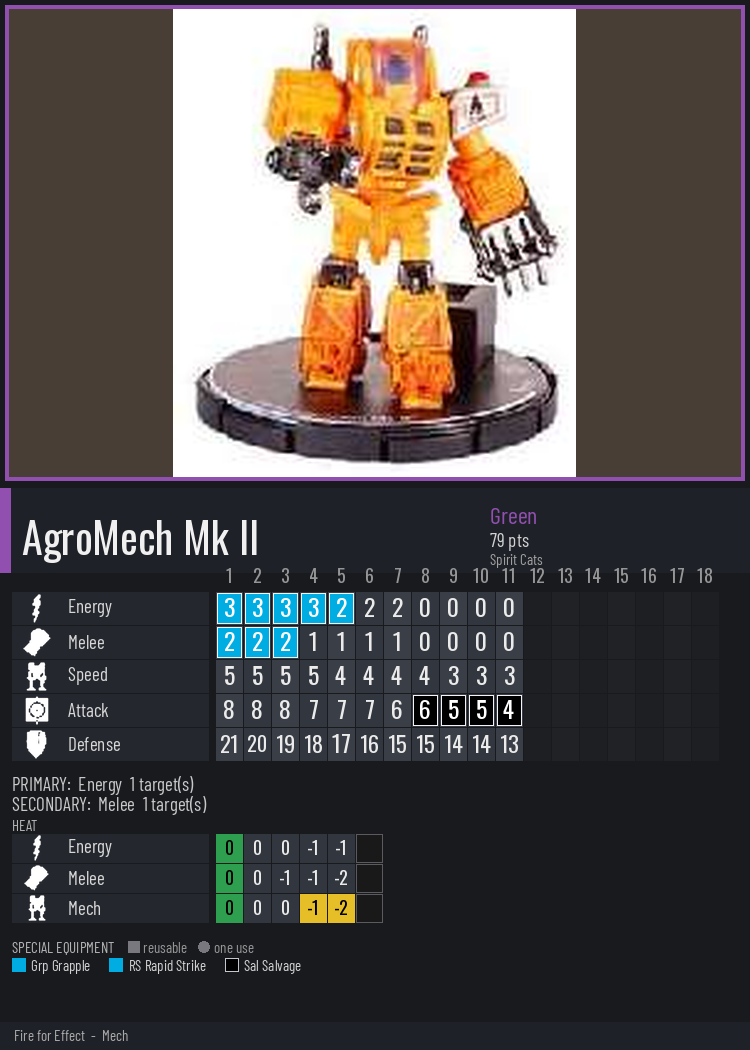 AgroMech Mk II
Green
79 pts
Spirit Cats
1 2 3 4 5 6 7 8 9 10 11 12 13 14 15 16 17 18
Energy 3 3 3 3 2 2 2 0 0 0 0
Melee 2 2 2 1 1 1 1 0 0 0 0
Speed 5 5 5 5 4 4 4 4 3 3 3
Attack 8 8 8 7 7 7 6 6 5 5 4
Defense 21 20 19 18 17 16 15 15 14 14 13
PRIMARY: Energy 1 target(s)
SECONDARY: Melee 1 target(s)
HEAT
Energy 0 0 0 -1 -1
Melee 0 0 -1 -1 -2
Mech 0 0 0 -1 -2
SPECIAL EQUIPMENT reusable one use
Grp Grapple RS Rapid Strike Sal Salvage
Fire for Effect - Mech